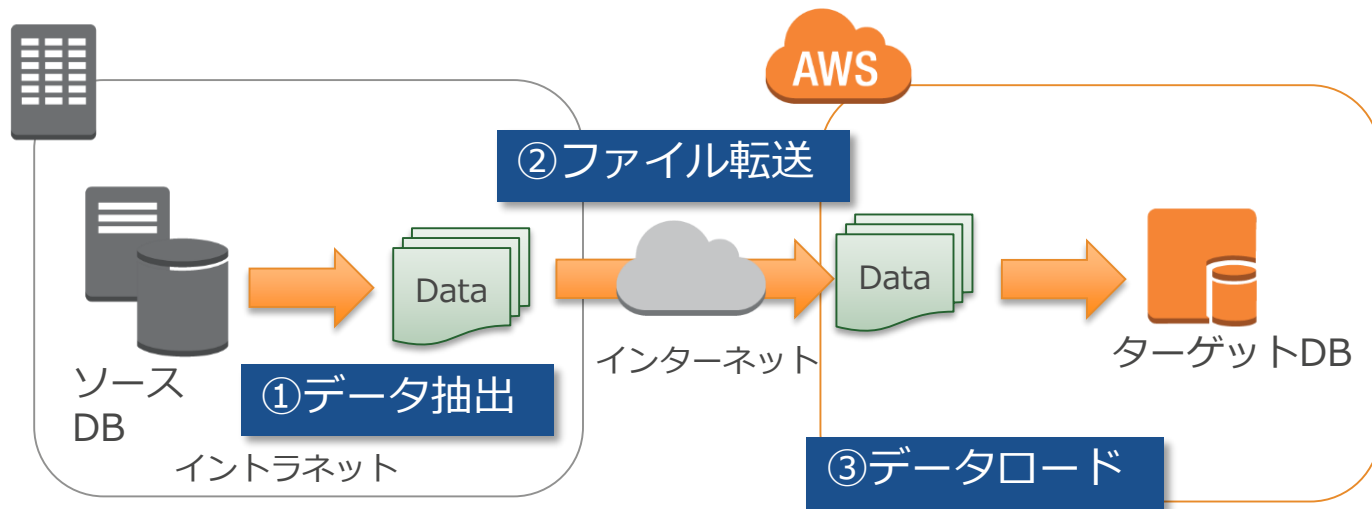 AWS
②ファイル転送
Data
Data
インターネット
ターゲットDB
ソース
DB
①データ抽出
イントラネット
③データロード